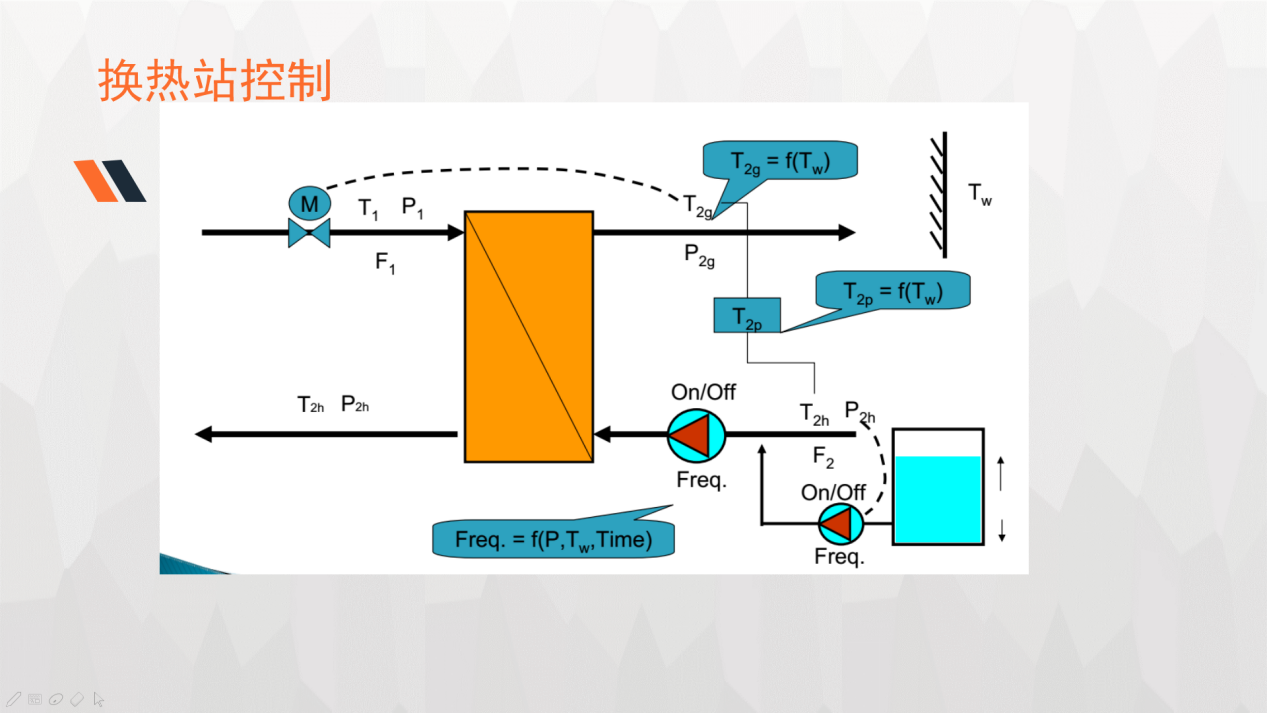 换热站控制
T2g = f(Tw)
M
T1 P1
T2g
Tw
F1
P2g
T2p = f(Tw)
T2p
On/Off
T2h P2h
T2h P2h
F2
Freq.
On/Off
Freq. = f(P,Tw,Time)
Freq.